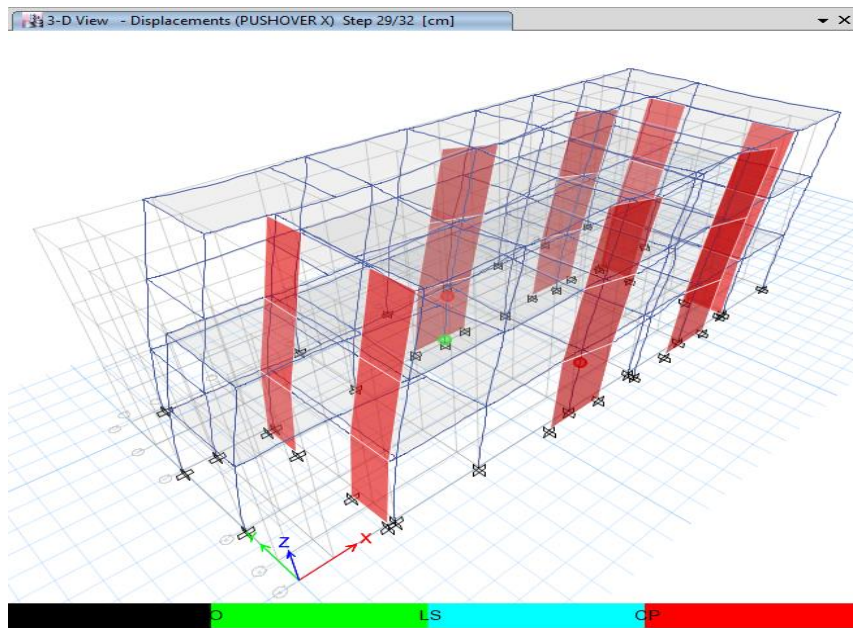 3-D View - Displacements (PUSHOVER X) Step 29/32 [cm]
Z
X
IO
LS
CP